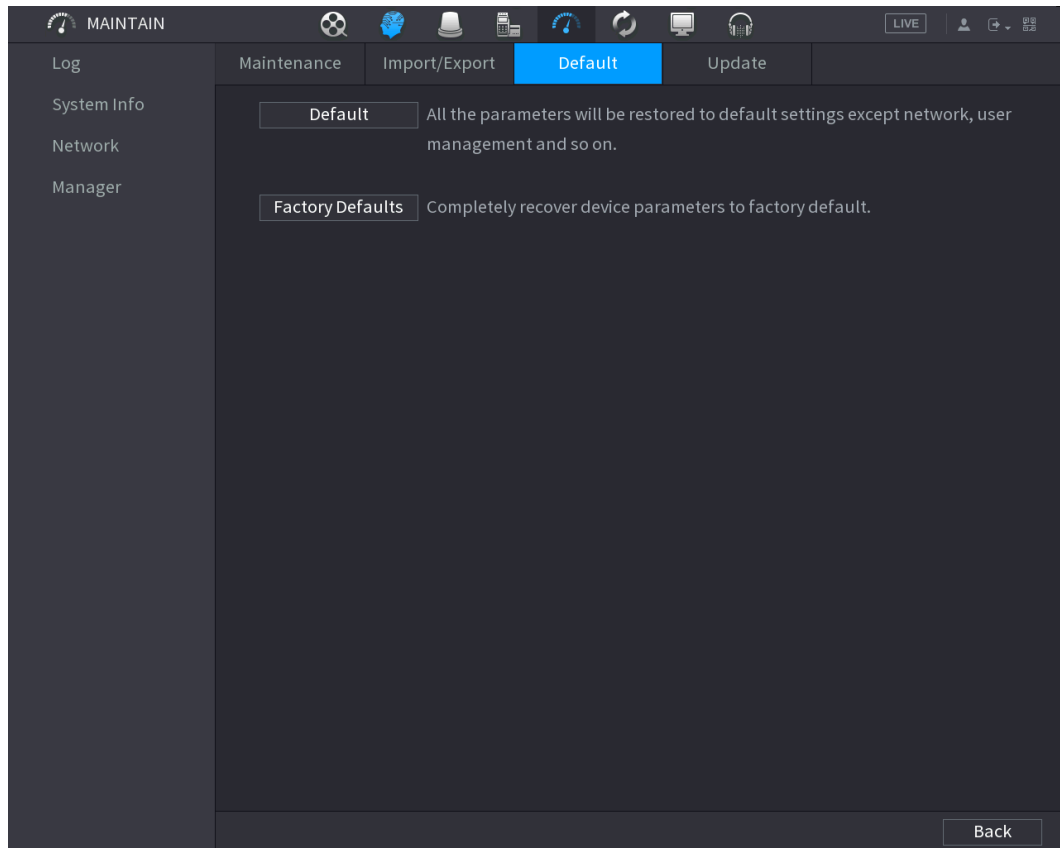 MAINTAIN
LIVE
Log
Maintenance
Import/Export
Default
Update
System Info
Network
Manager
Default
All the parameters will be restored to default settings except network, user
management and so on.
Factory Defaults
Completely recover device parameters to factory default.
Back